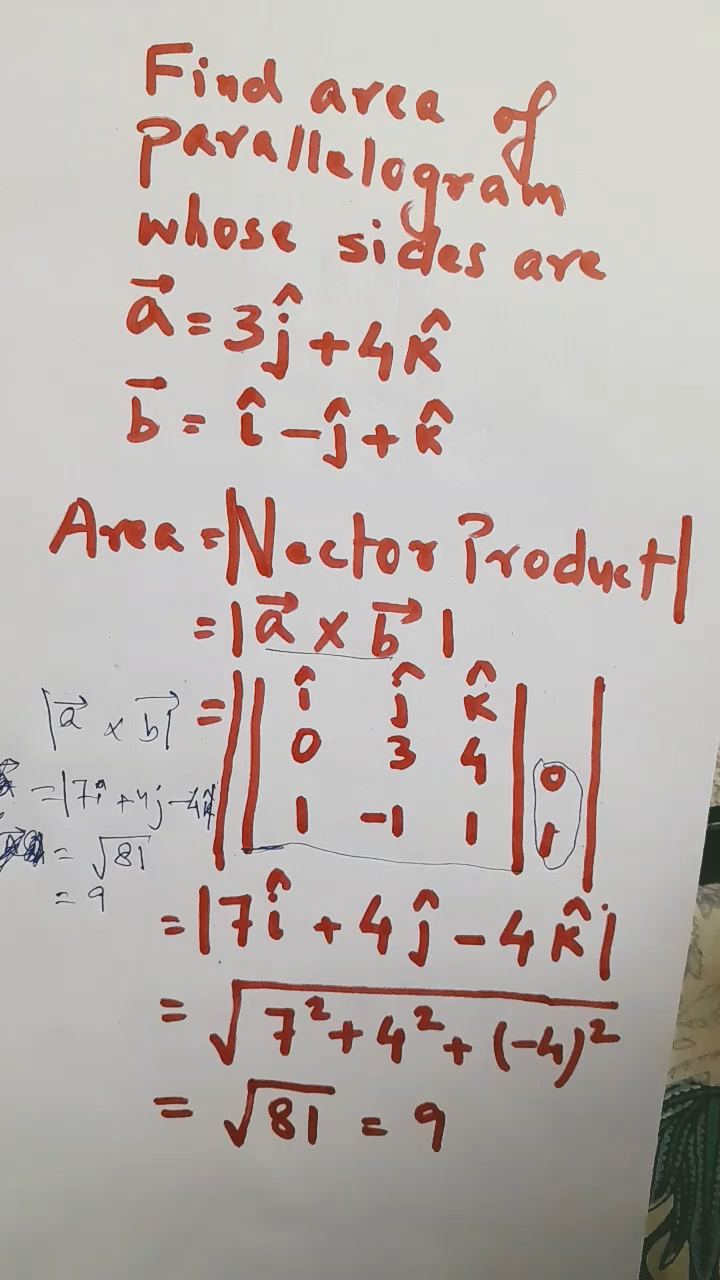 Find area of
parallelogram
whose sides are
a⃗ = 3ĵ + 4k̂
b⃗ = î - ĵ + k̂
Area = |Vector Product|
= |a⃗ × b⃗|
= || î ĵ k̂ | |
0 3 4 0
1 -1 1 1
= |7î + 4ĵ - 4k̂|
= √7² + 4² + (-4)²
= √81 = 9
|a⃗ × b⃗|
= |7î + 4j - 4k̂|
= √81
= 9